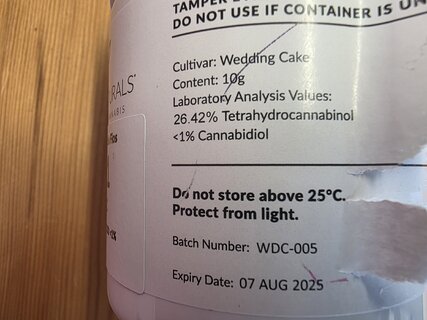 TAMPER
DO NOT USE IF CONTAINER IS
Cultivar: Wedding Cake
Content: 10g
Laboratory Analysis Values:
26.42% Tetrahydrocannabinol
<1% Cannabidiol
Do not store above 25°C.
Protect from light.
Batch Number: WDC-005
Expiry Date: 07 AUG 2025